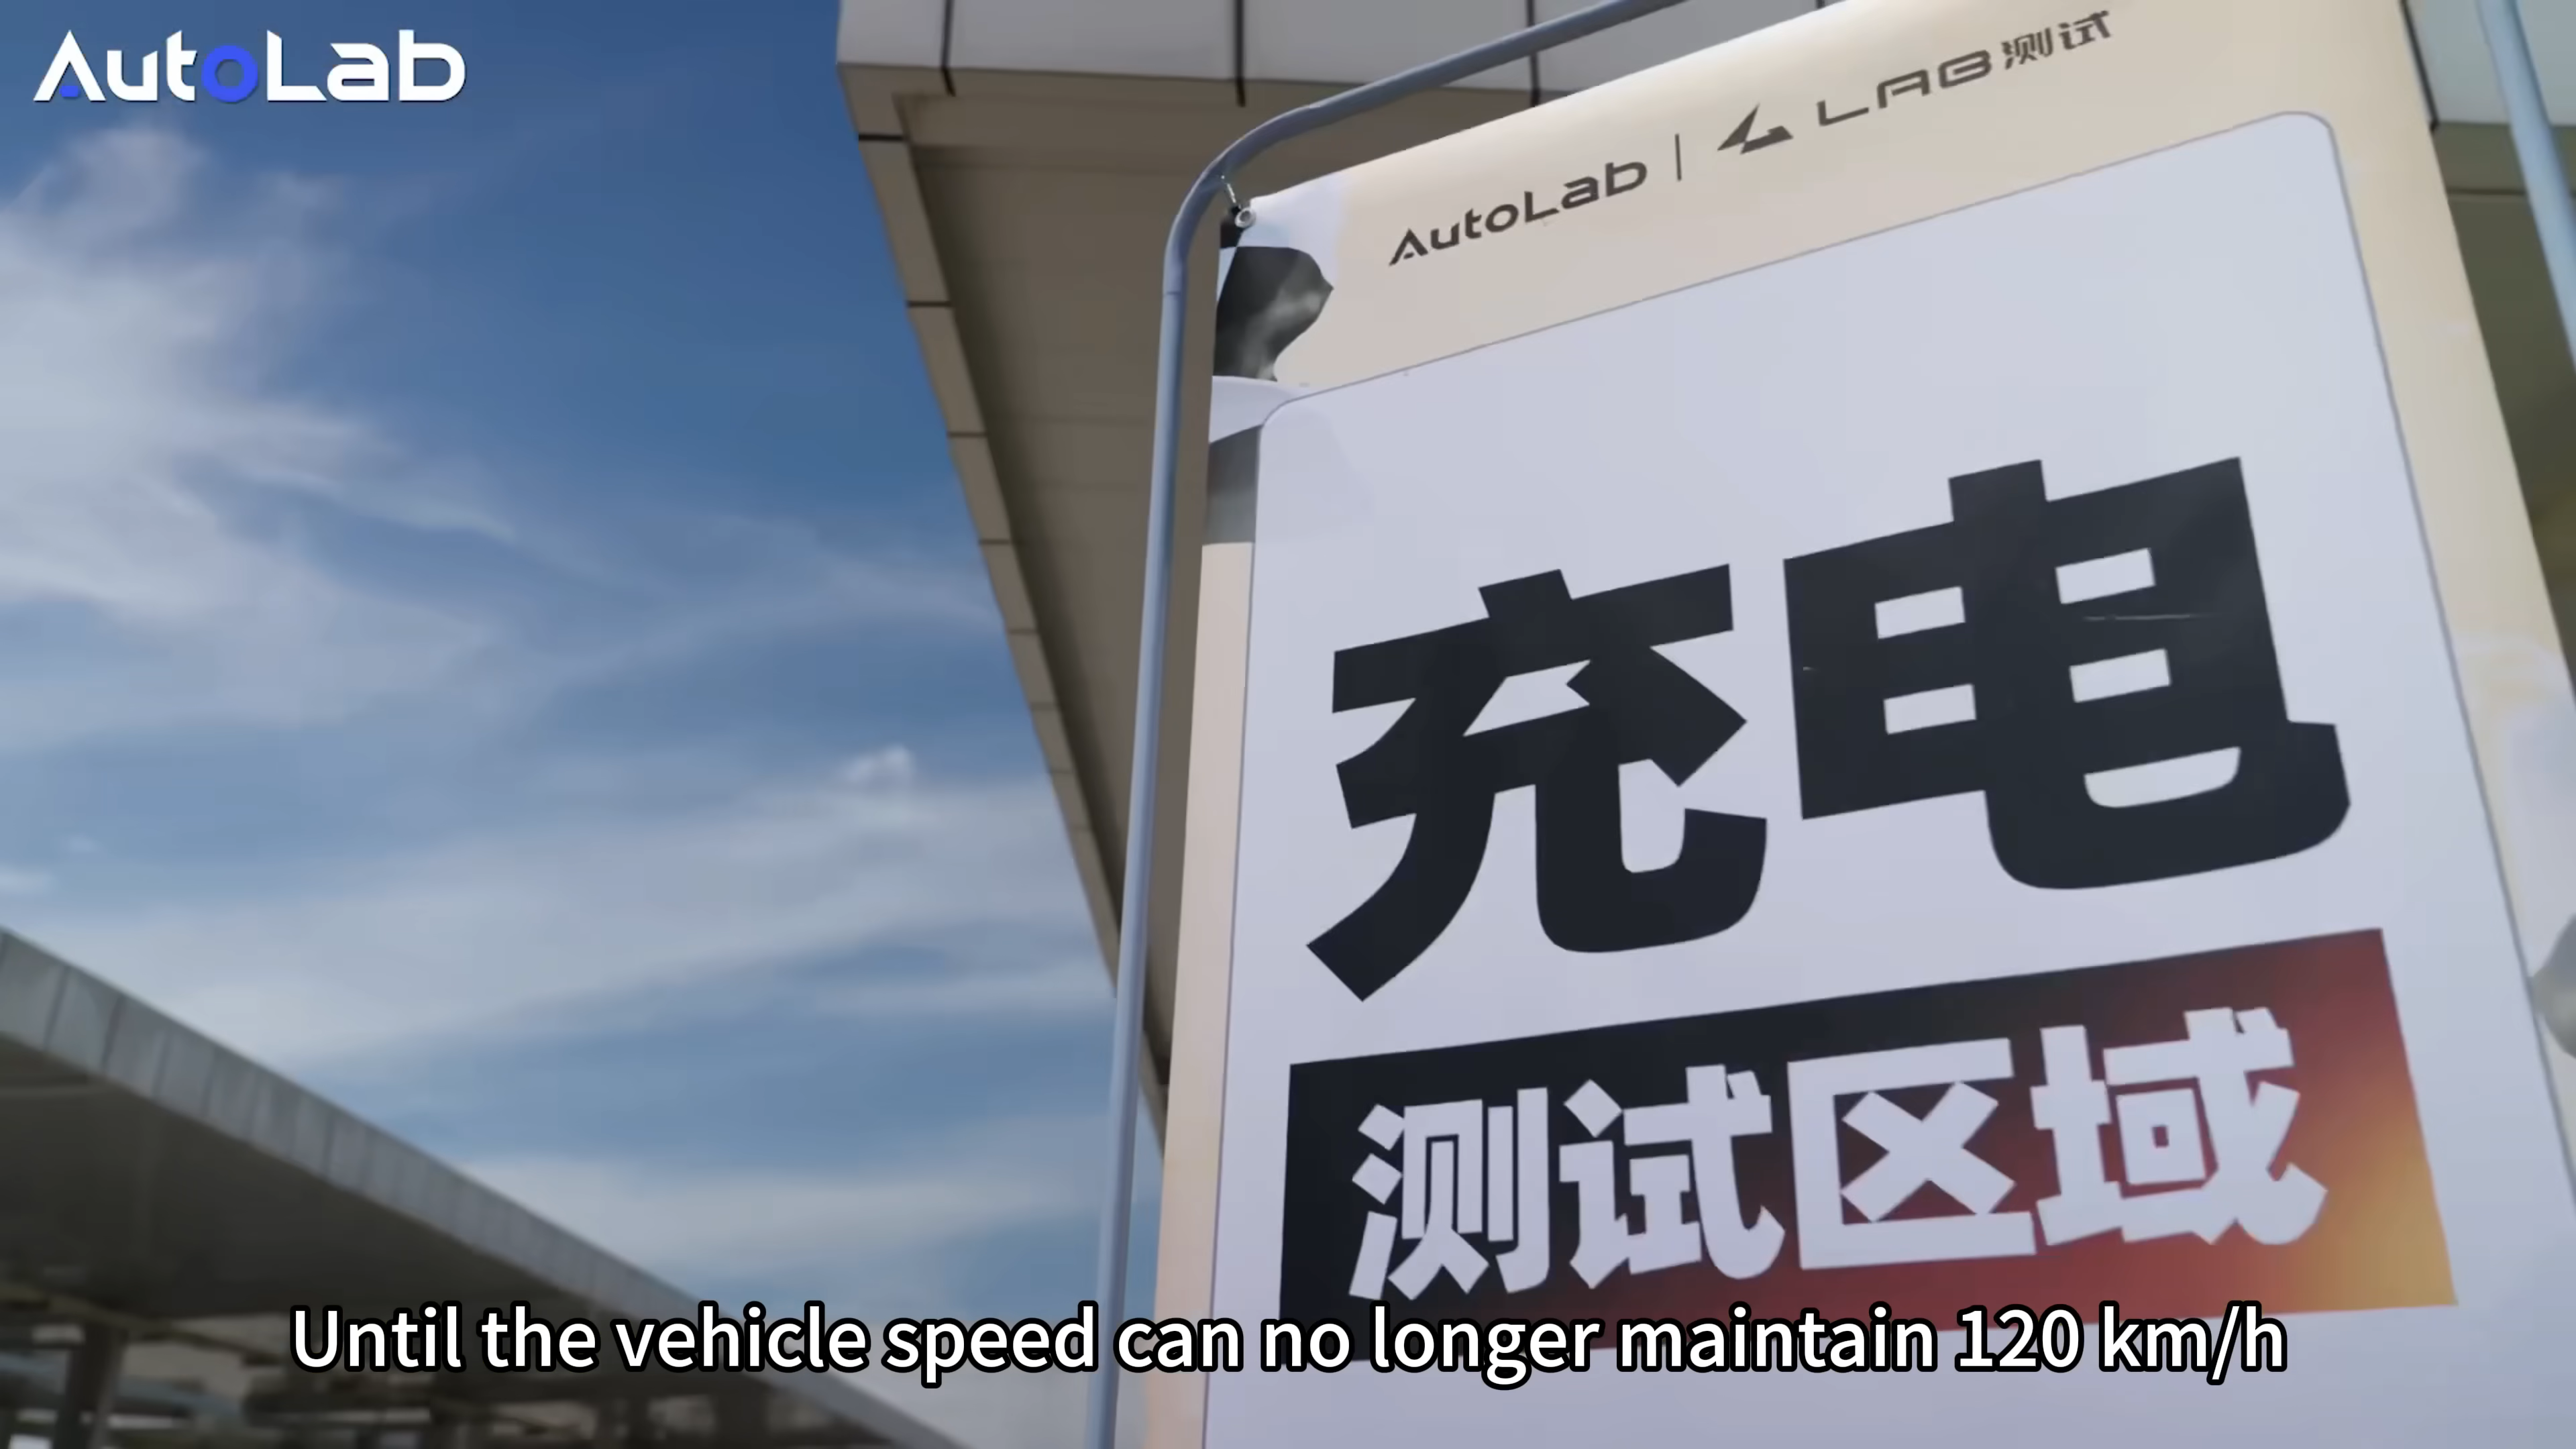 AutoLab
AutoLab | LAB测试
充电
测试区域
Until the vehicle speed can no longer maintain 120 km/h